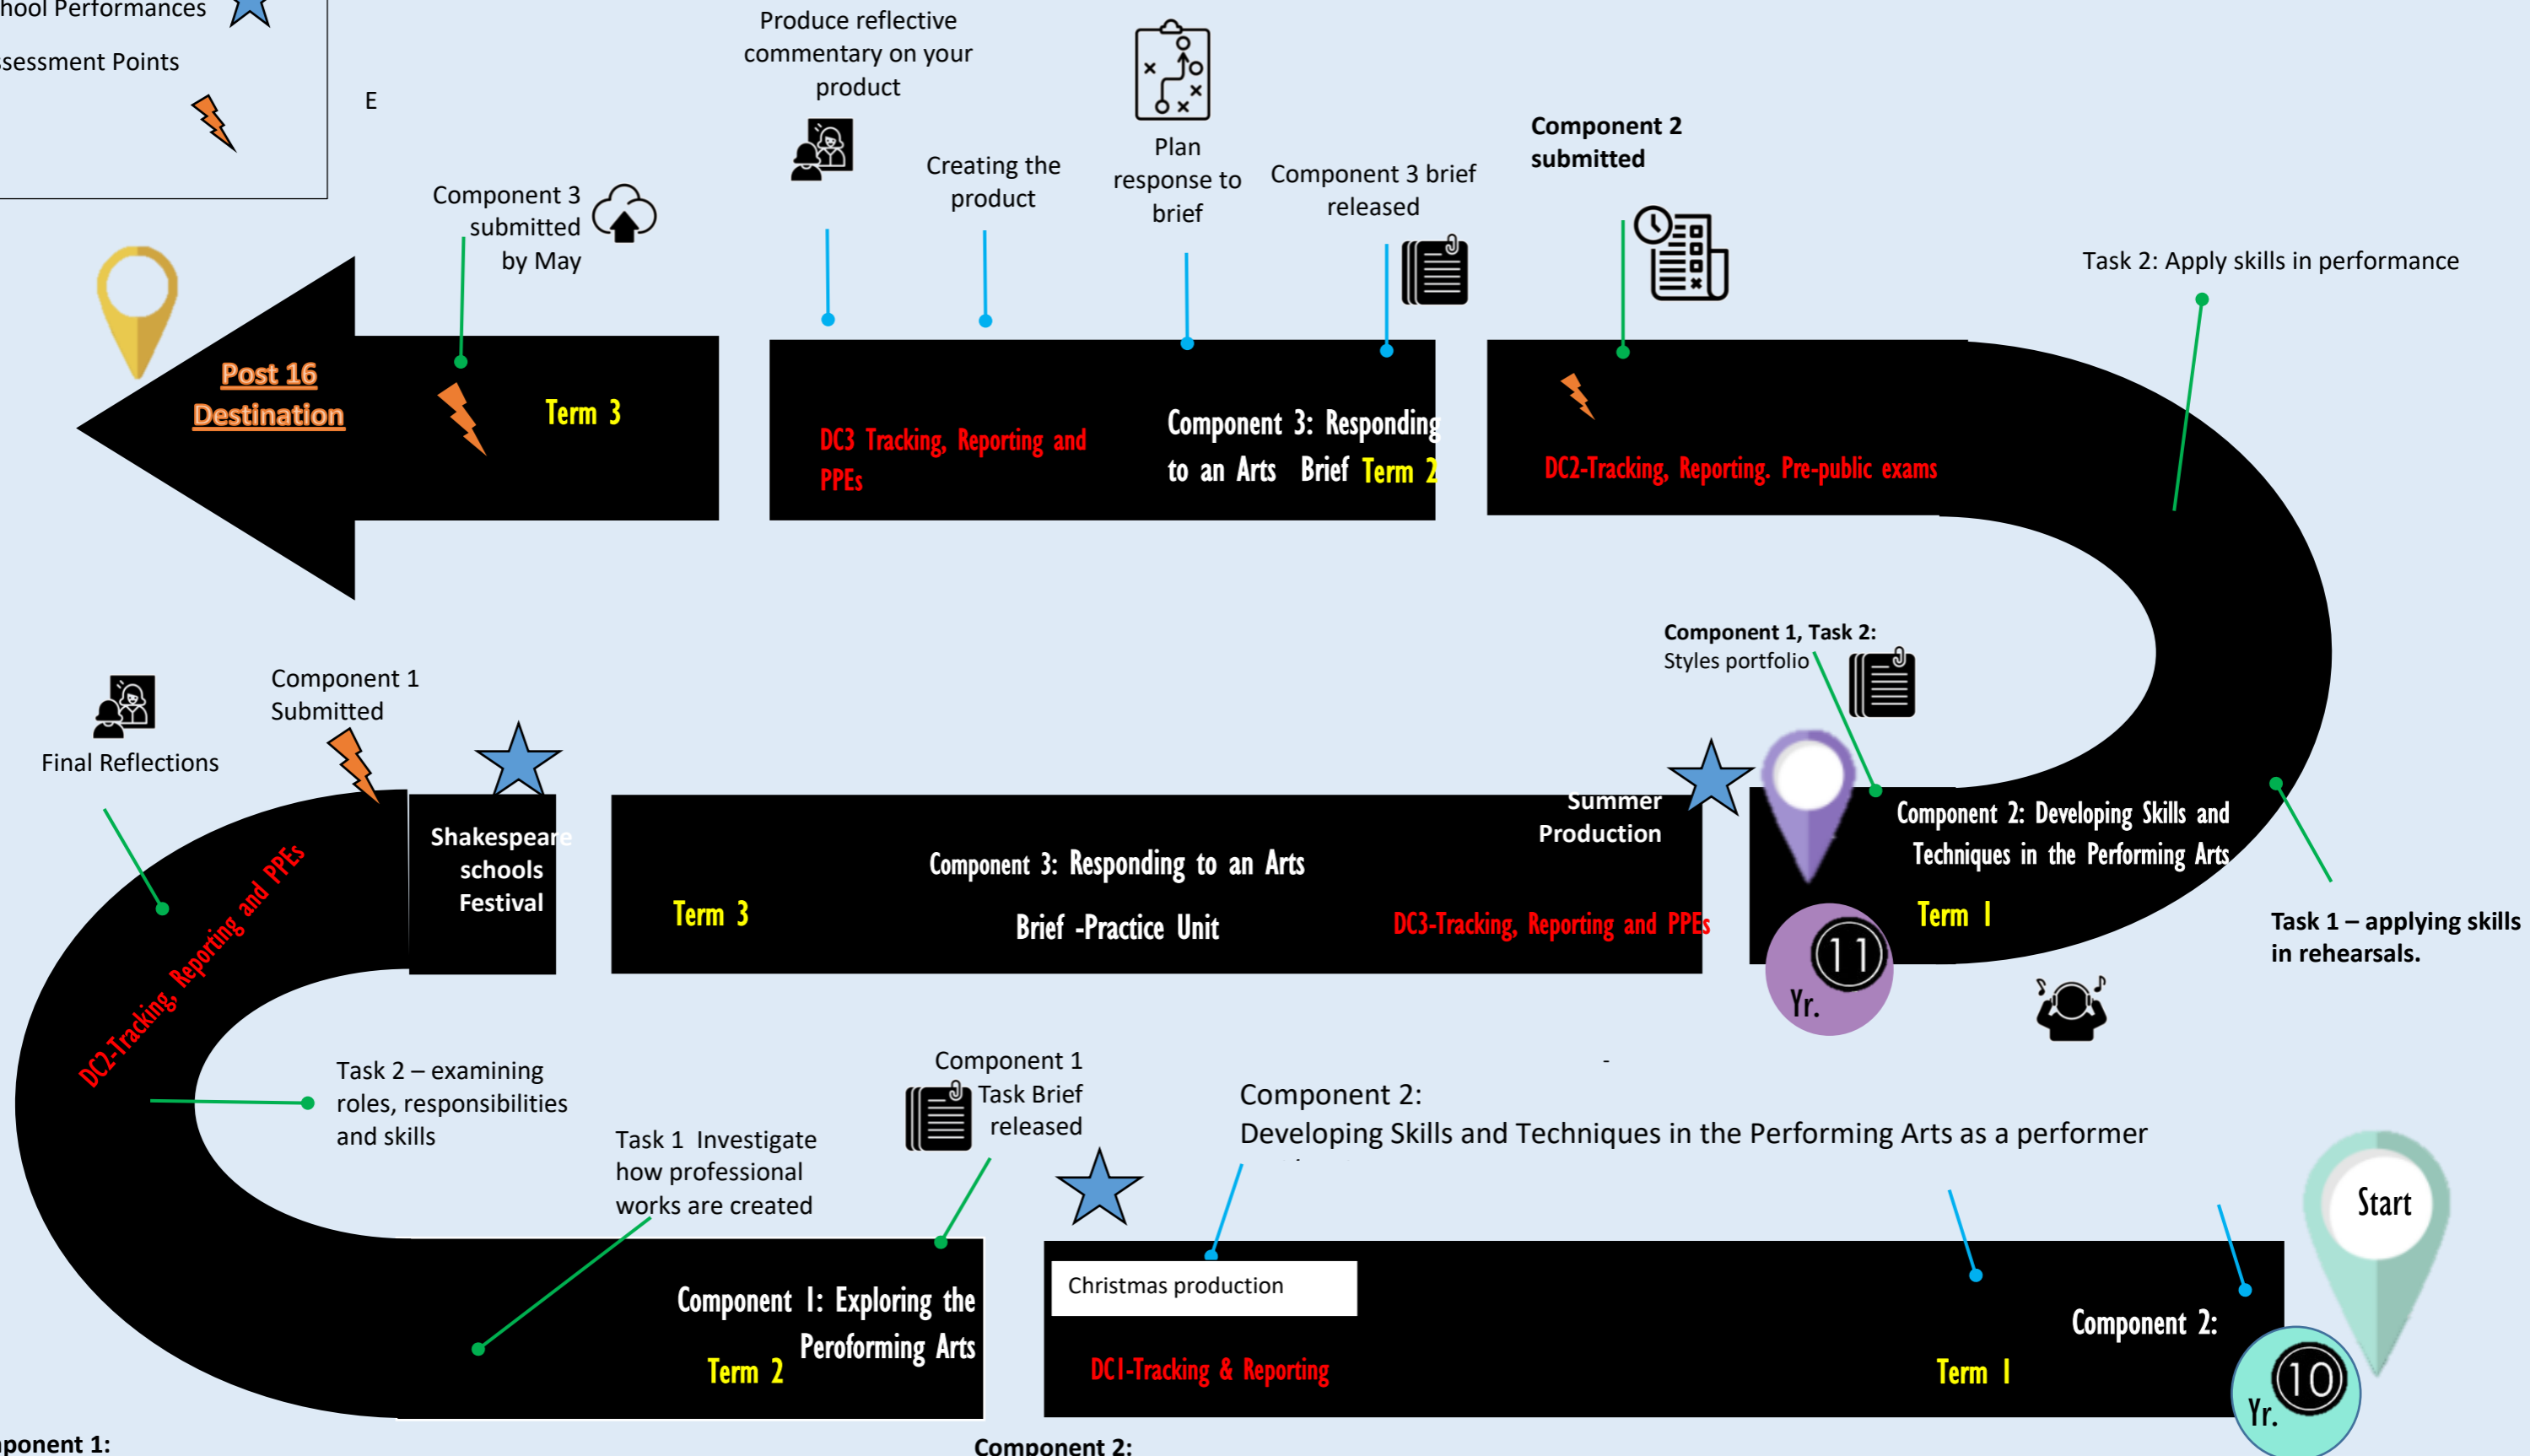 hool Performances
ssessment Points
E
Produce reflective
commentary on your
product
Creating the
product
Plan
response to
brief
Component 3 brief
released
Component 2
submitted
Component 3
submitted
by May
Task 2: Apply skills in performance
Post 16
Destination
Term 3
DC3 Tracking, Reporting and
PPEs
Component 3: Responding
to an Arts Brief Term 2
DC2-Tracking, Reporting. Pre-public exams
Component 1, Task 2:
Styles portfolio
Component 1
Submitted
Final Reflections
DC2-Tracking, Reporting and PPEs
Shakespeare
schools
Festival
Term 3
Component 3: Responding to an Arts
Brief -Practice Unit
Summer
Production
DC3-Tracking, Reporting and PPEs
Component 2: Developing Skills and
Techniques in the Performing Arts
Term 1
11
Yr.
Task 1 – applying skills
in rehearsals.
Task 2 – examining
roles, responsibilities
and skills
Task 1 Investigate
how professional
works are created
Component 1
Task Brief
released
-
Component 2:
Developing Skills and Techniques in the Performing Arts as a performer
Start
Component 1: Exploring the
Peroforming Arts
Term 2
Christmas production
DC1-Tracking & Reporting
Term 1
Component 2:
10
Yr.
mponent 1:
Component 2: